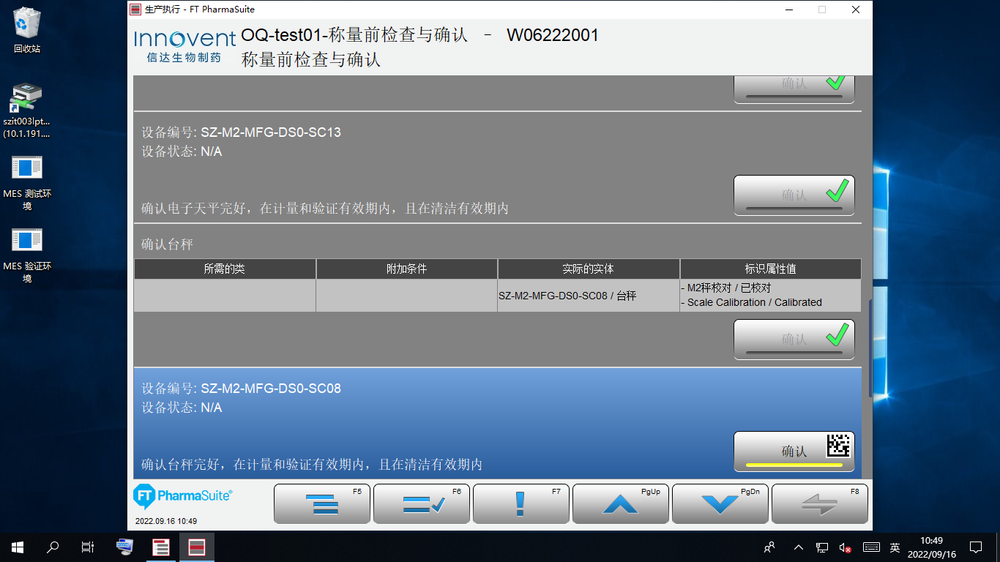 生产执行 - FT PharmaSuite
回收站
Innovent
信达生物制药
OQ-test01-称量前检查与确认 - W06222001
称量前检查与确认
确认
szit003lpt...
(10.1.191....
设备编号: SZ-M2-MFG-DS0-SC13
设备状态: N/A
确认
确认电子天平完好，在计量和验证有效期内，且在清洁有效期内
MES 测试环
境
确认台秤
所需的类 附加条件 实际的实体 标识属性值
SZ-M2-MFG-DS0-SC08 / 台秤
- M2秤校对 / 已校对
- Scale Calibration / Calibrated
MES 验证环
境
确认
设备编号: SZ-M2-MFG-DS0-SC08
设备状态: N/A
确认
确认台秤完好，在计量和验证有效期内，且在清洁有效期内
FT PharmaSuite®
2022.09.16 10:49
F5 F6 F7 PgUp PgDn F8
英
10:49
2022/09/16